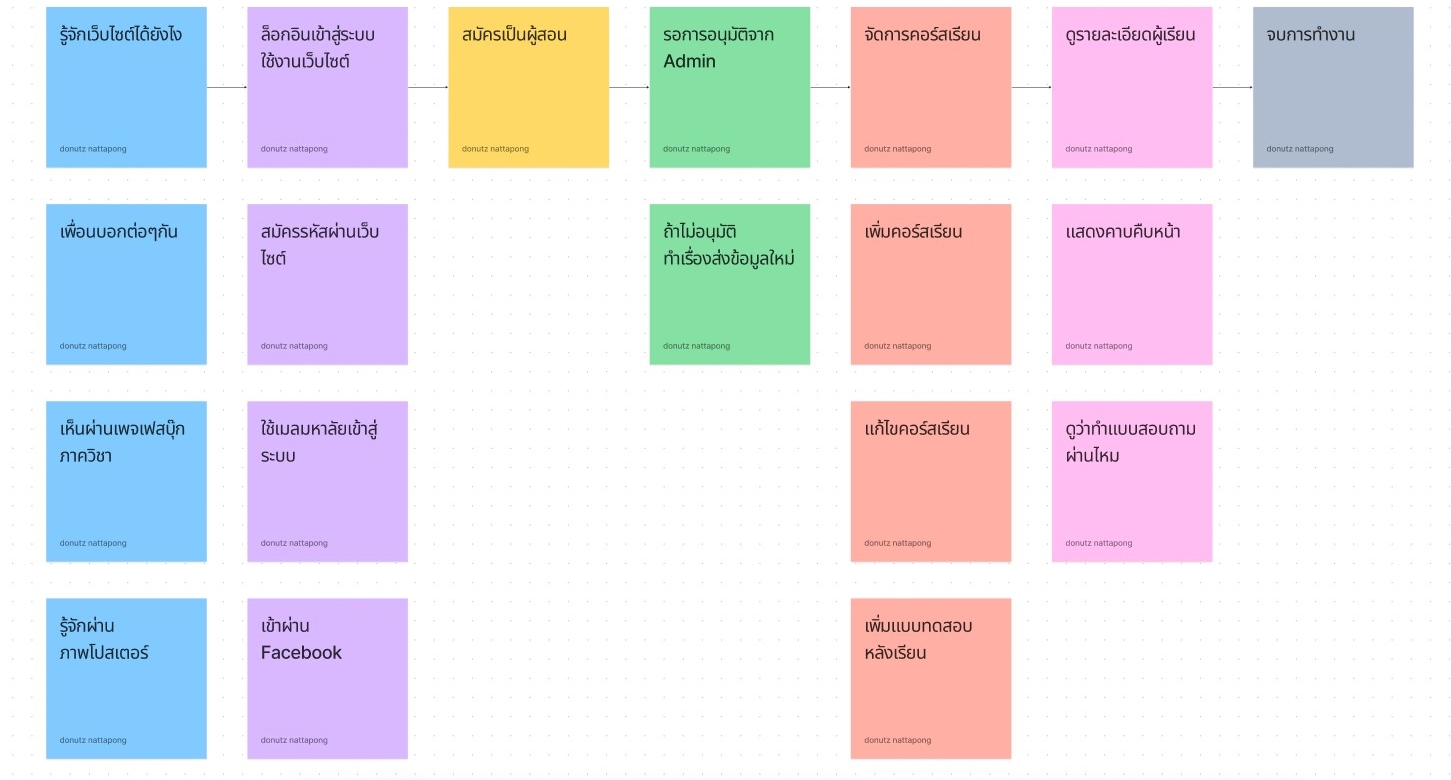 รู้จักเว็บไซต์ได้ยังไง
donutz nattapong
ล็อกอินเข้าสู่ระบบ
ใช้งานเว็บไซต์
donutz nattapong
สมัครเป็นผู้สอน
donutz nattapong
รอการอนุมัติจาก
Admin
donutz nattapong
จัดการคอร์สเรียน
donutz nattapong
ดูรายละเอียดผู้เรียน
donutz nattapong
จบการทำงาน
donutz nattapong
เพื่อนบอกต่อๆกัน
donutz nattapong
สมัครรหัสผ่านเว็บ
ไซต์
donutz nattapong
ถ้าไม่อนุมัติ
ทำเรื่องส่งข้อมูลใหม่
donutz nattapong
เพิ่มคอร์สเรียน
donutz nattapong
แสดงคาบคืบหน้า
donutz nattapong
เห็นผ่านเพจเฟสบุ๊ก
ภาควิชา
donutz nattapong
ใช้เมลมหาลัยเข้าสู่
ระบบ
donutz nattapong
แก้ไขคอร์สเรียน
donutz nattapong
ดูว่าทำแบบสอบถาม
ผ่านไหม
donutz nattapong
รู้จักผ่าน
ภาพโปสเตอร์
donutz nattapong
เข้าผ่าน
Facebook
donutz nattapong
เพิ่มแบบทดสอบ
หลังเรียน
donutz nattapong